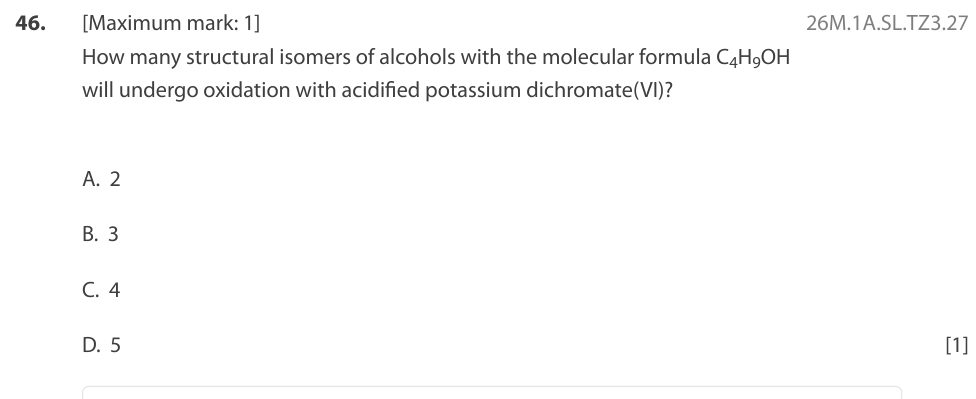 46. [Maximum mark: 1] 26M.1A.SL.TZ3.27
How many structural isomers of alcohols with the molecular formula C₄H₉OH
will undergo oxidation with acidified potassium dichromate(VI)?
A. 2
B. 3
C. 4
D. 5 [1]